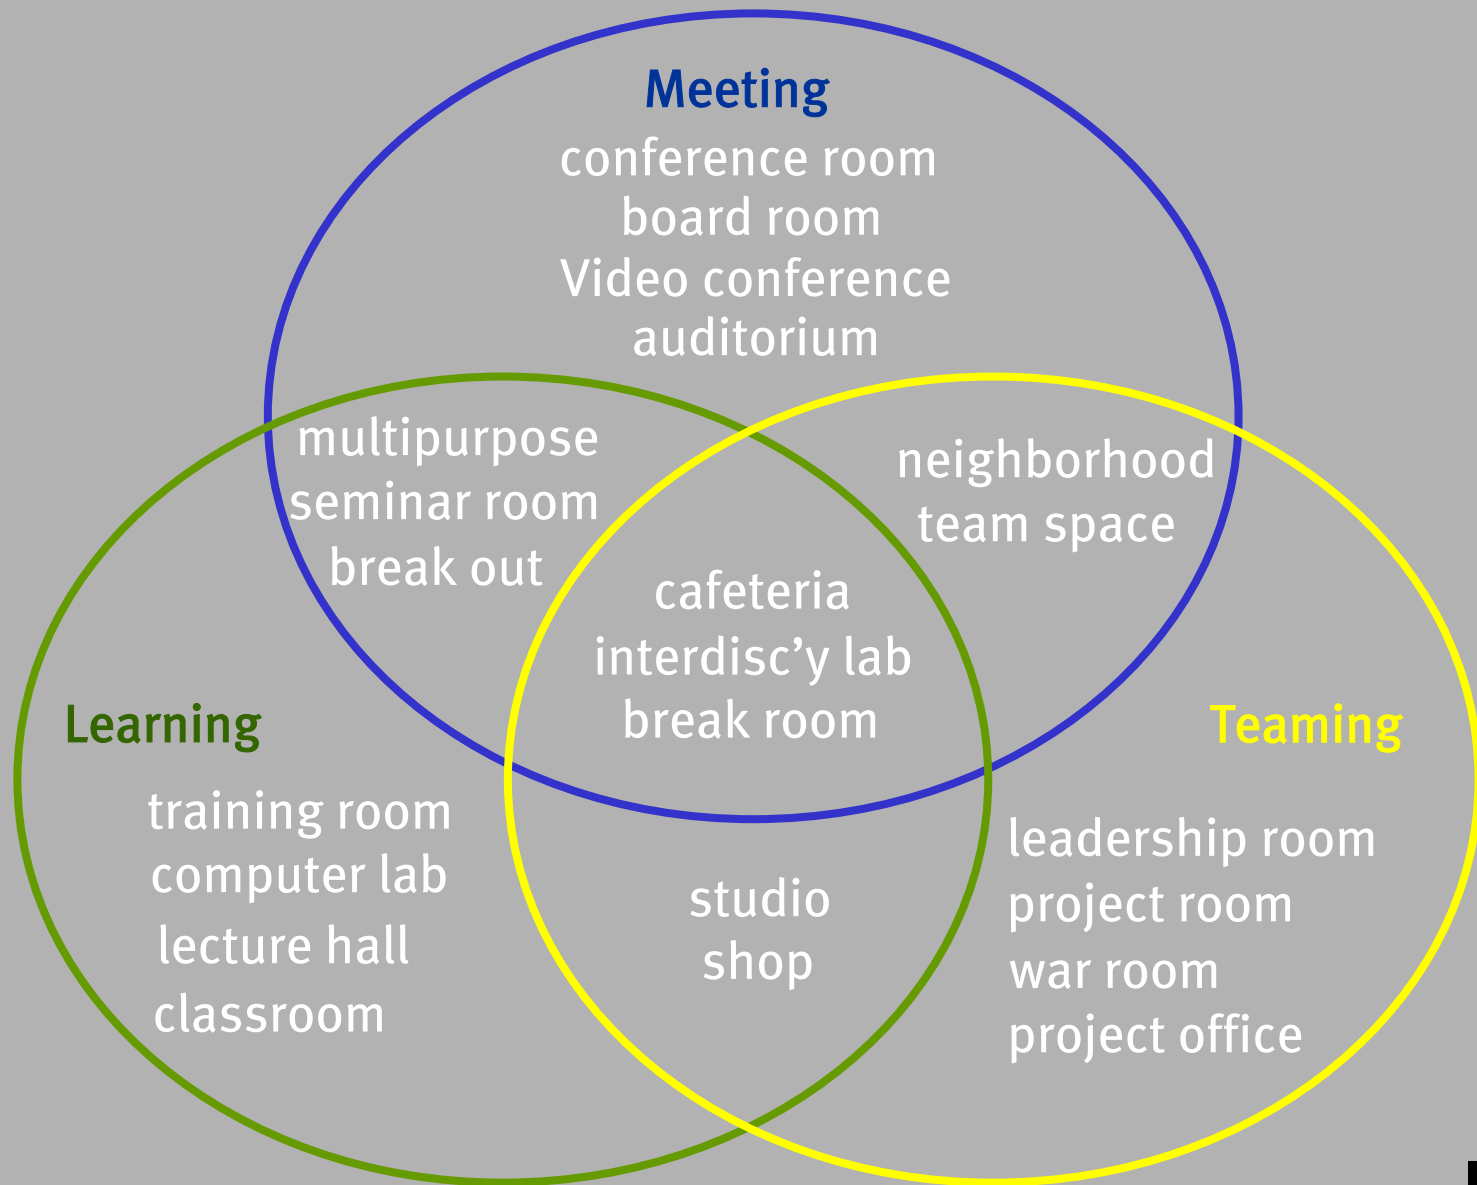 Meeting
conference room
board room
Video conference
auditorium
multipurpose
seminar room
break out
neighborhood
team space
cafeteria
interdisc’y lab
break room
Learning
training room
computer lab
lecture hall
classroom
studio
shop
Teaming
leadership room
project room
war room
project office